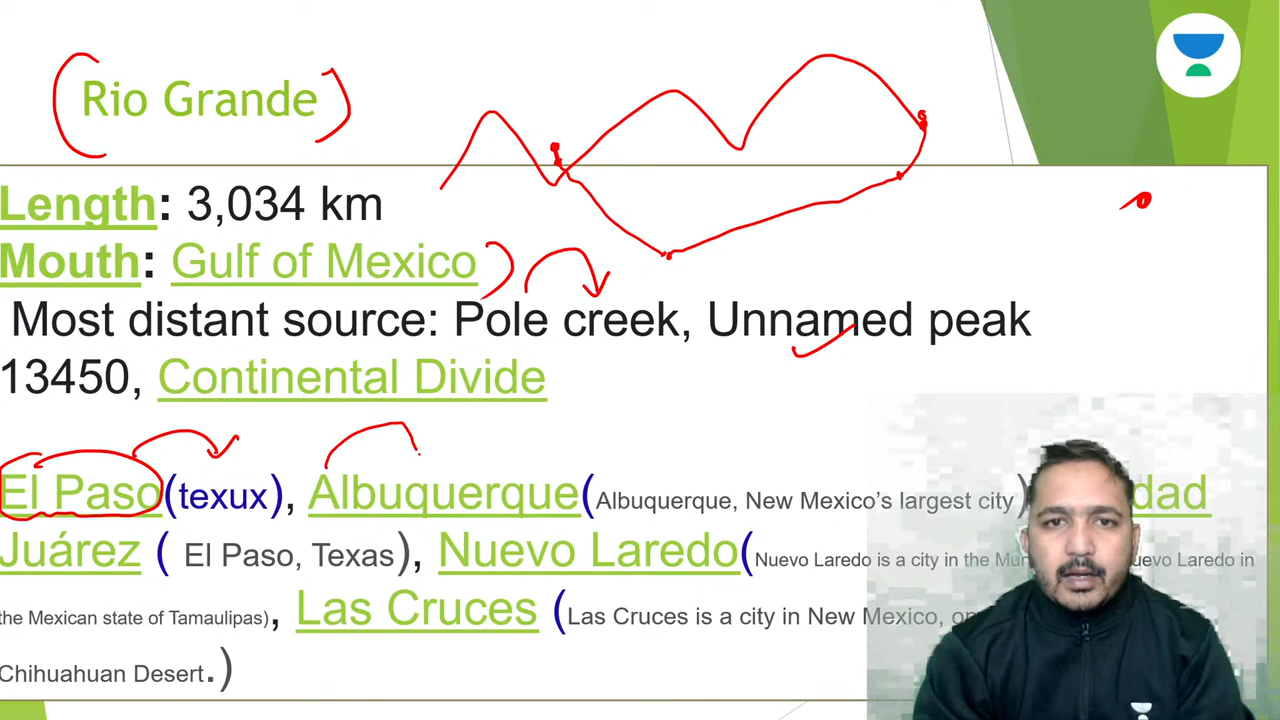 Rio Grande
Length: 3,034 km
Mouth: Gulf of Mexico
Most distant source: Pole creek, Unnamed peak
13450, Continental Divide
El Paso(texux), Albuquerque(Albuquerque, New Mexico's largest city)
Juárez ( El Paso, Texas), Nuevo Laredo(Nuevo Laredo is a city in the in
the Mexican state of Tamaulipas), Las Cruces (Las Cruces is a city in New Mexico,
Chihuahuan Desert.)